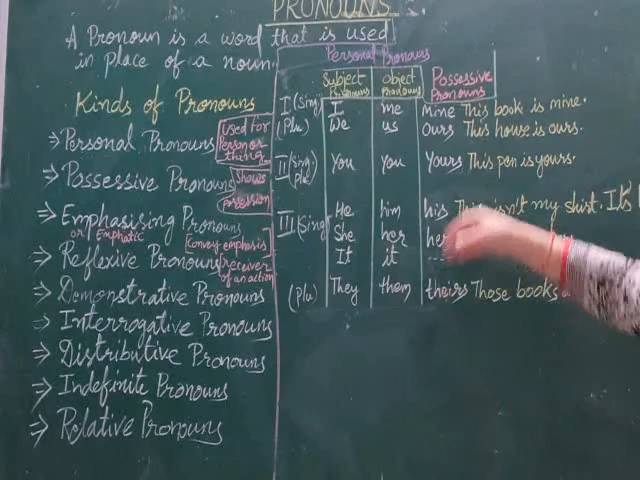 PRONOUNS
A Pronoun is a word that is used
in place of a noun.
Kinds of Pronouns
⇒ Personal Pronouns
Used for
Person or
thing
⇒ Possessive Pronouns
Shows
possession
⇒ Emphasising Pronouns
or Emphatic
Convey emphasis
⇒ Reflexive Pronouns
receiver
of an action
⇒ Demonstrative Pronouns
⇒ Interrogative Pronouns
⇒ Distributive Pronouns
⇒ Indefinite Pronouns
⇒ Relative Pronouns
Personal Pronouns
Subject Pronouns
Object Pronouns
Possessive Pronouns
I (Sing) I me Mine This book is mine.
(Plu) We us Ours This house is ours.
II (Sing, Plu) You you Yours This pen is yours.
III (Sing) He him his This isn't my shirt. It's
She her
It it
(Plu) They them theirs Those books